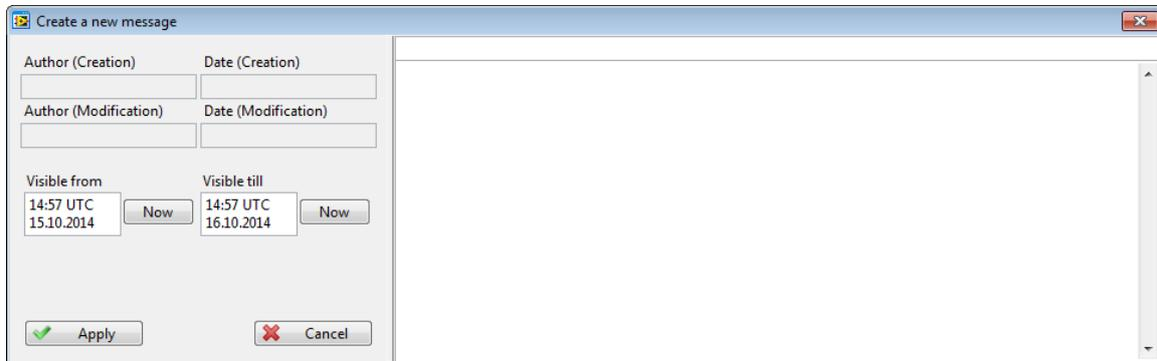 Create a new message
Author (Creation) Date (Creation)
Author (Modification) Date (Modification)
Visible from Visible till
14:57 UTC
15.10.2014
Now
14:57 UTC
16.10.2014
Now
Apply Cancel